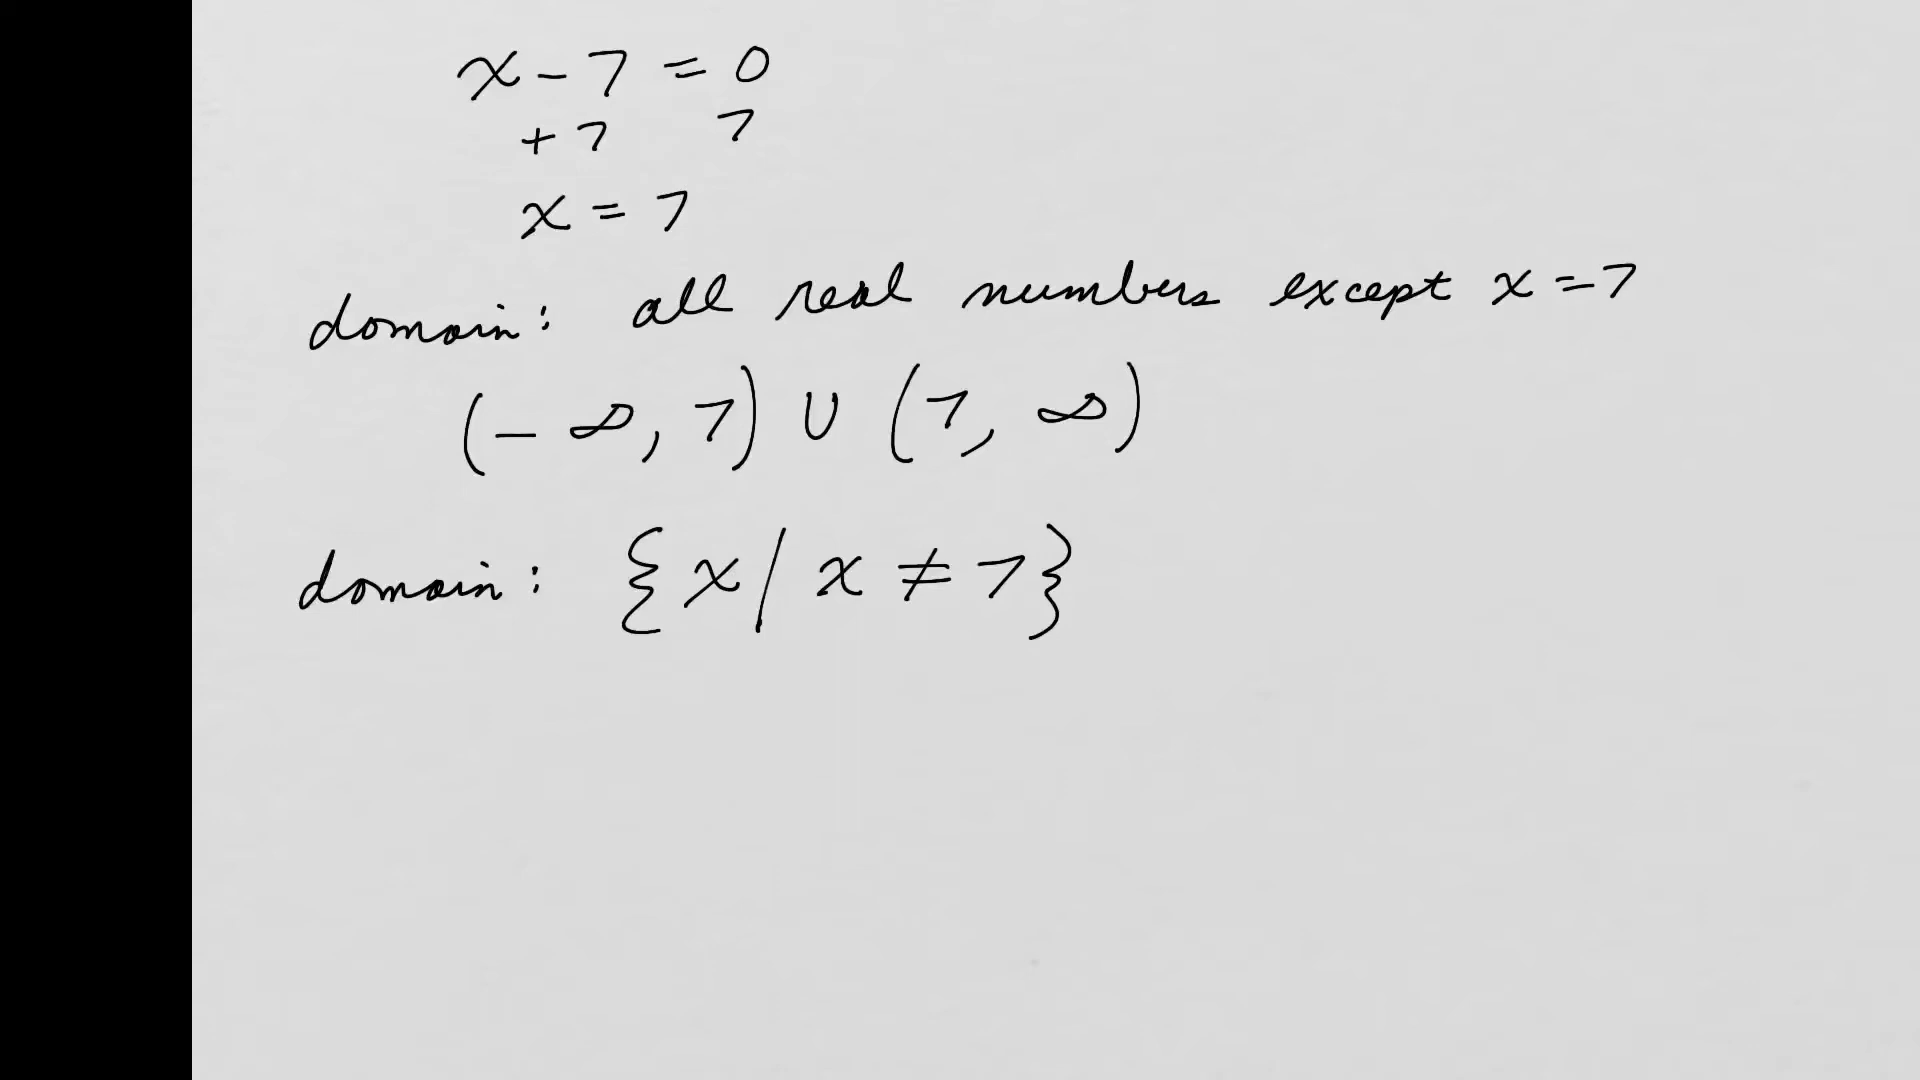 x - 7 = 0
+ 7 7
x = 7
domain: all real numbers except x = 7
(- ∞, 7) ∪ (7, ∞)
domain: {x / x ≠ 7}